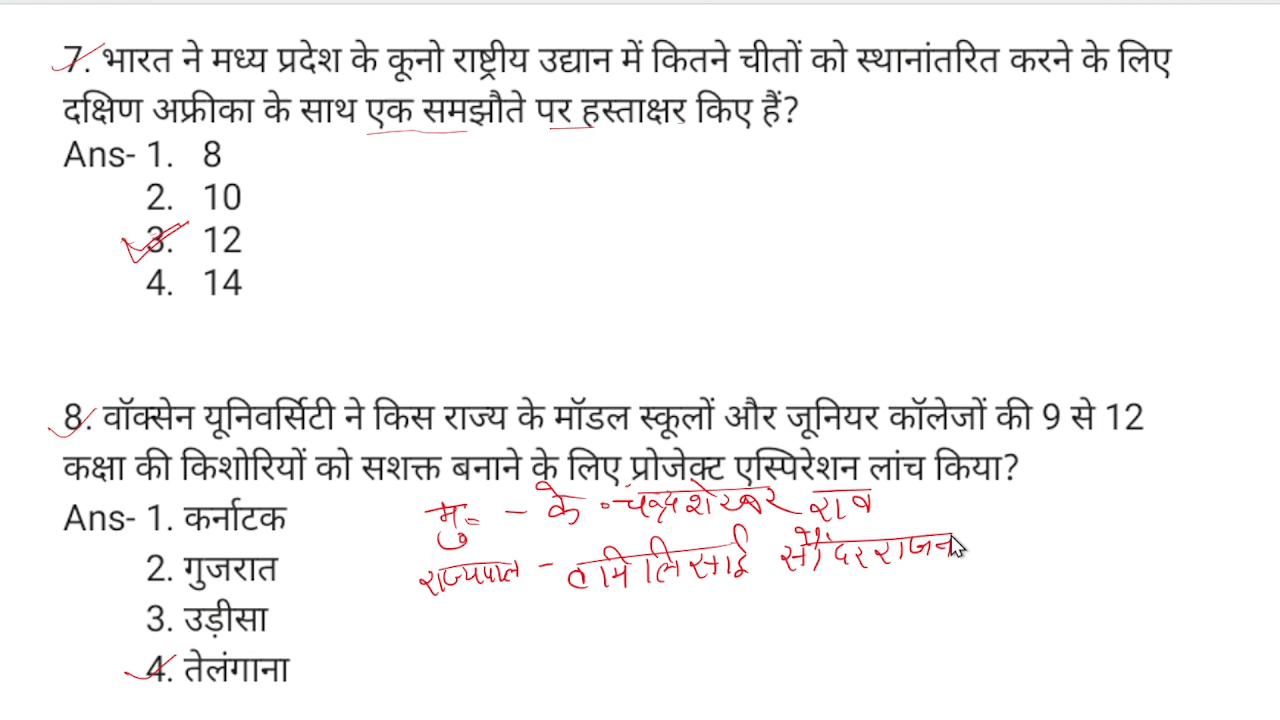 7. भारत ने मध्य प्रदेश के कूनो राष्ट्रीय उद्यान में कितने चीतों को स्थानांतरित करने के लिए
दक्षिण अफ्रीका के साथ एक समझौते पर हस्ताक्षर किए हैं?
Ans- 1. 8
2. 10
3. 12
4. 14
8. वॉक्सेन यूनिवर्सिटी ने किस राज्य के मॉडल स्कूलों और जूनियर कॉलेजों की 9 से 12
कक्षा की किशोरियों को सशक्त बनाने के लिए प्रोजेक्ट एस्पिरेशन लांच किया?
मु॰ - के॰ चंद्रशेखर राव
Ans- 1. कर्नाटक
राज्यपाल - तमिलिसाई सौंदरराजन
2. गुजरात
3. उड़ीसा
4. तेलंगाना